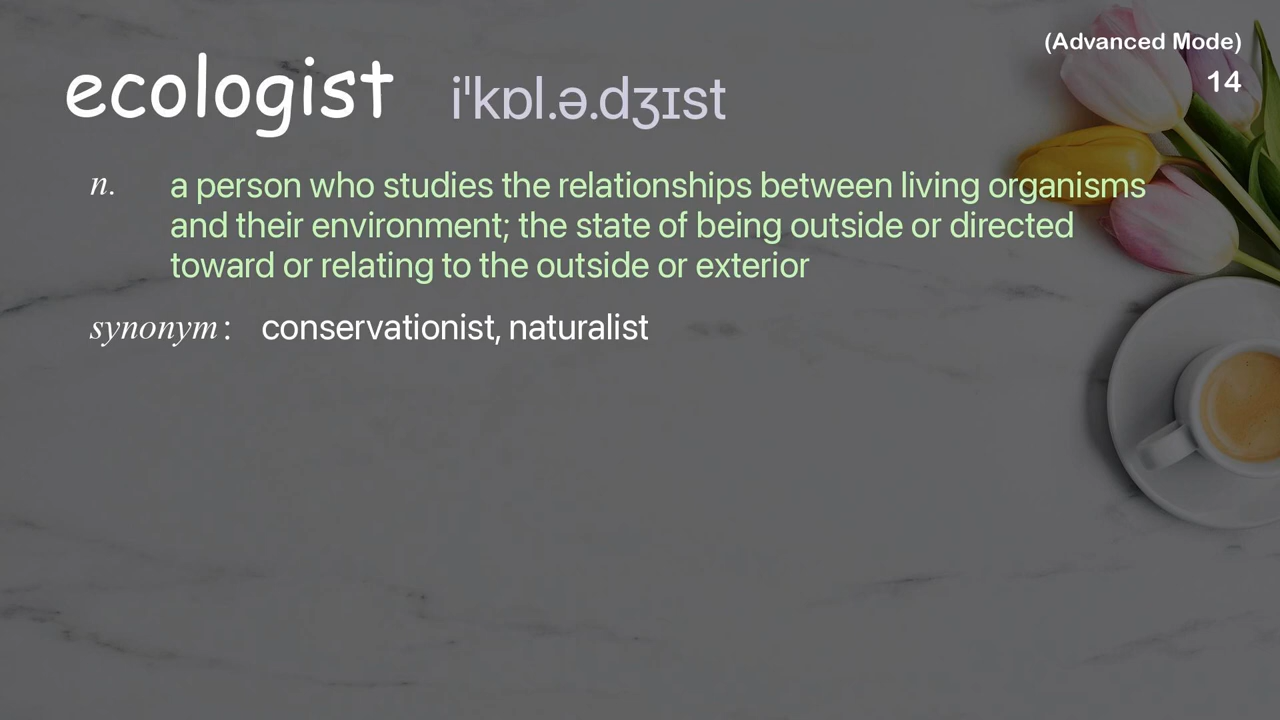 (Advanced Mode)
14
ecologist iˈkɒl.ə.dʒɪst
n. a person who studies the relationships between living organisms
and their environment; the state of being outside or directed
toward or relating to the outside or exterior
synonym: conservationist, naturalist